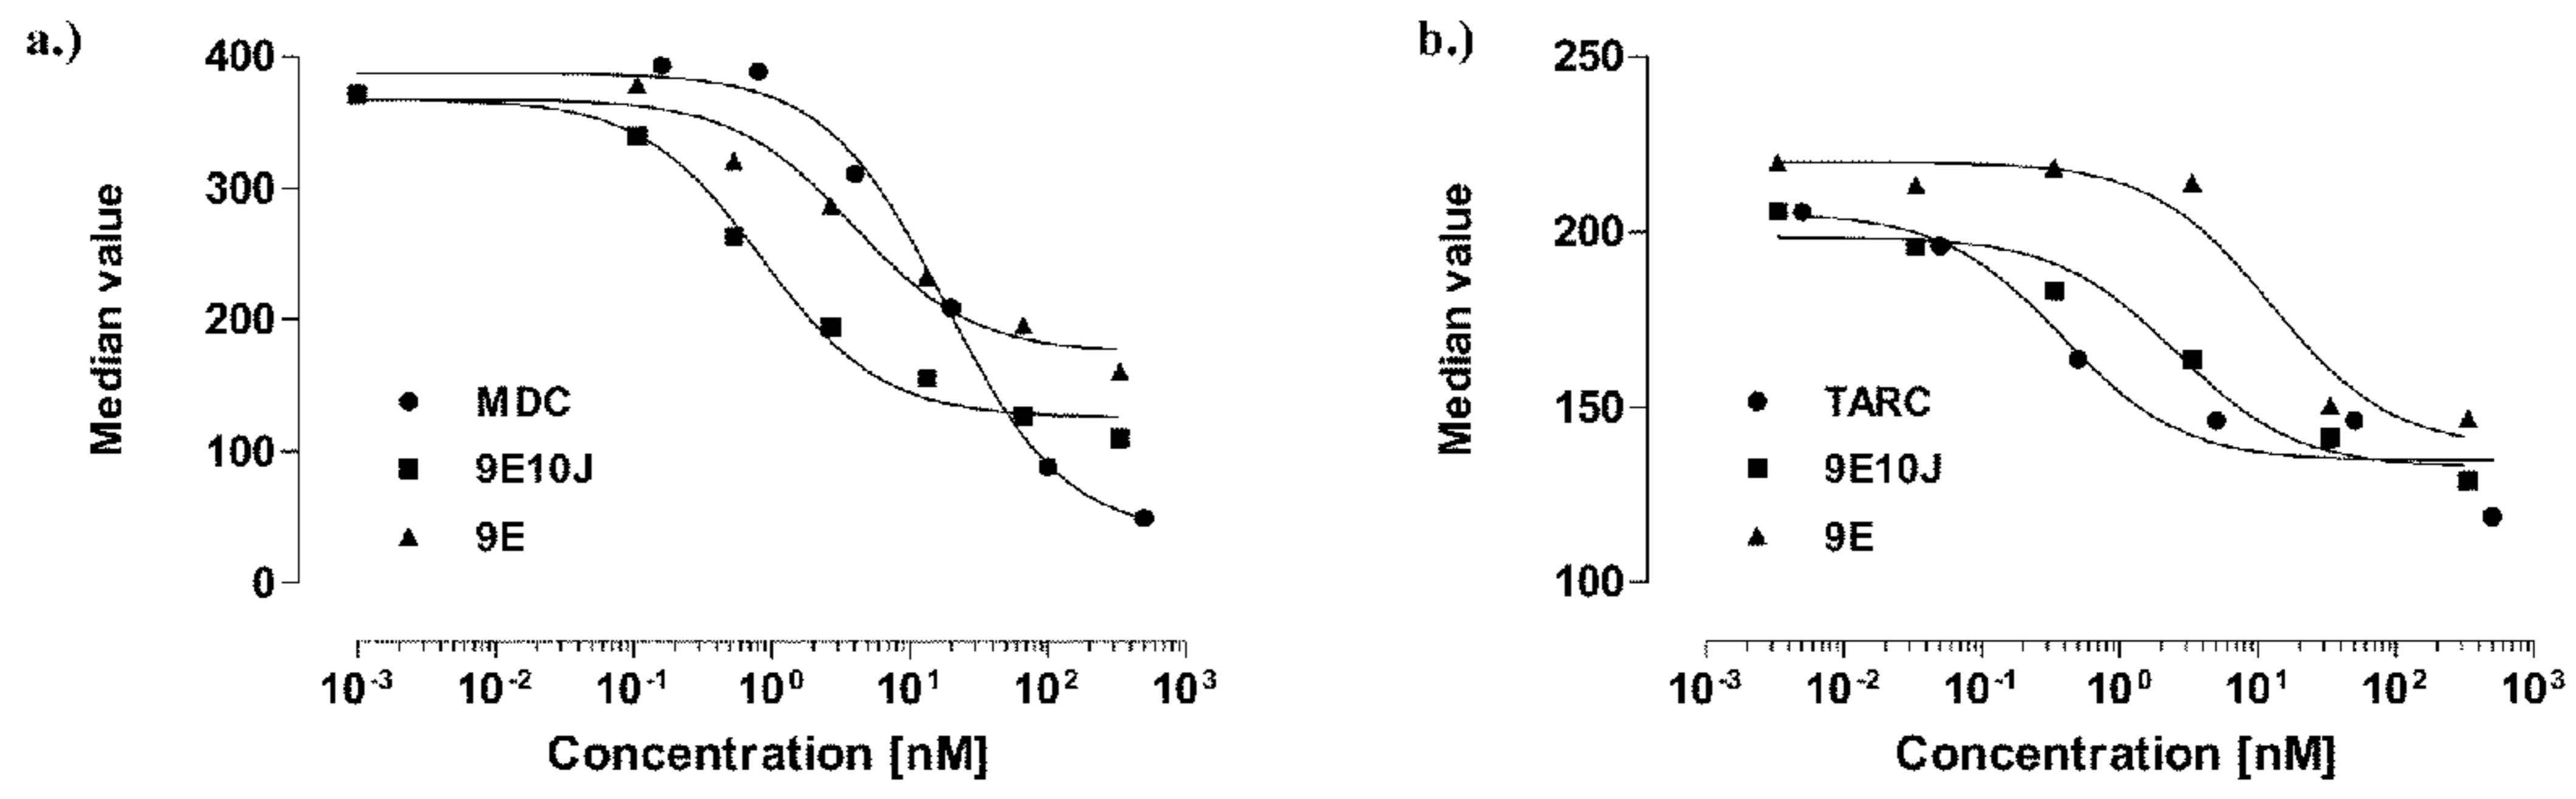 a.)
400
300
200
100
0
Median value
MDC
9E10J
9E
10⁻³ 10⁻² 10⁻¹ 10⁰ 10¹ 10² 10³
Concentration [nM]
b.)
250
200
150
100
Median value
TARC
9E10J
9E
10⁻³ 10⁻² 10⁻¹ 10⁰ 10¹ 10² 10³
Concentration [nM]